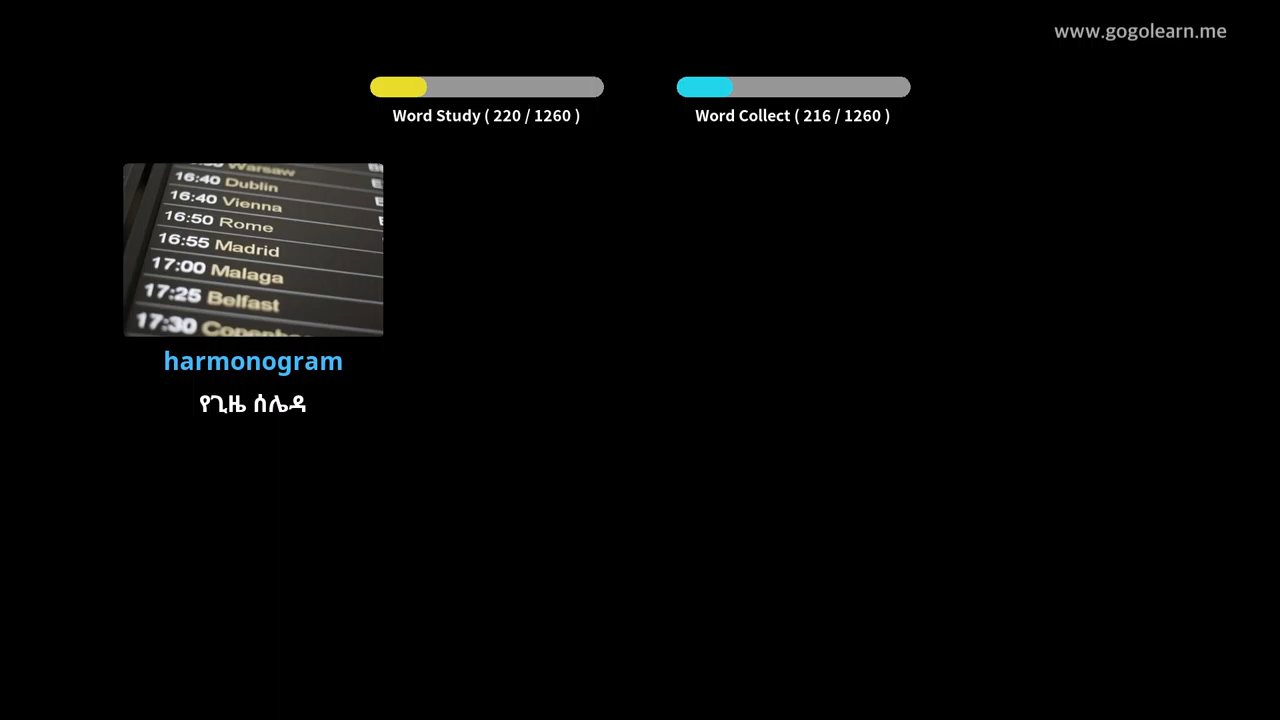 www.gogolearn.me
Word Study ( 220 / 1260 )
Word Collect ( 216 / 1260 )
Warsaw
16:40 Dublin
16:40 Vienna
16:50 Rome
16:55 Madrid
17:00 Malaga
17:25 Belfast
17:30
harmonogram
የጊዜ ሰሌዳ